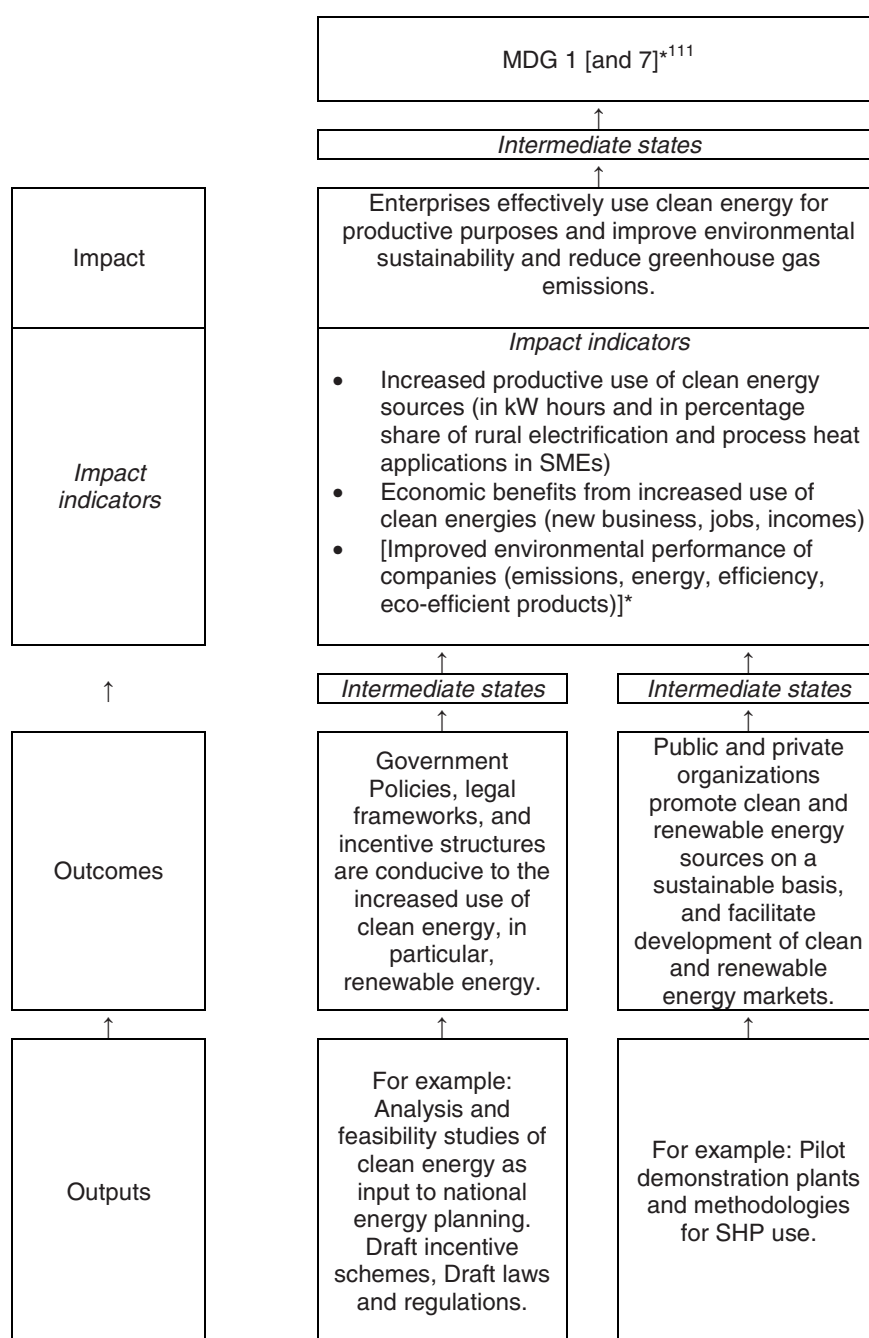 MDG 1 [and 7]*111
Intermediate states
Impact
Enterprises effectively use clean energy for
productive purposes and improve environmental
sustainability and reduce greenhouse gas
emissions.
Impact
indicators
Impact indicators
• Increased productive use of clean energy
sources (in kW hours and in percentage
share of rural electrification and process heat
applications in SMEs)
• Economic benefits from increased use of
clean energies (new business, jobs, incomes)
• [Improved environmental performance of
companies (emissions, energy, efficiency,
eco-efficient products)]*
Intermediate states
Intermediate states
Outcomes
Government
Policies, legal
frameworks, and
incentive structures
are conducive to the
increased use of
clean energy, in
particular,
renewable energy.
Public and private
organizations
promote clean and
renewable energy
sources on a
sustainable basis,
and facilitate
development of clean
and renewable
energy markets.
Outputs
For example:
Analysis and
feasibility studies of
clean energy as
input to national
energy planning.
Draft incentive
schemes, Draft laws
and regulations.
For example: Pilot
demonstration plants
and methodologies
for SHP use.